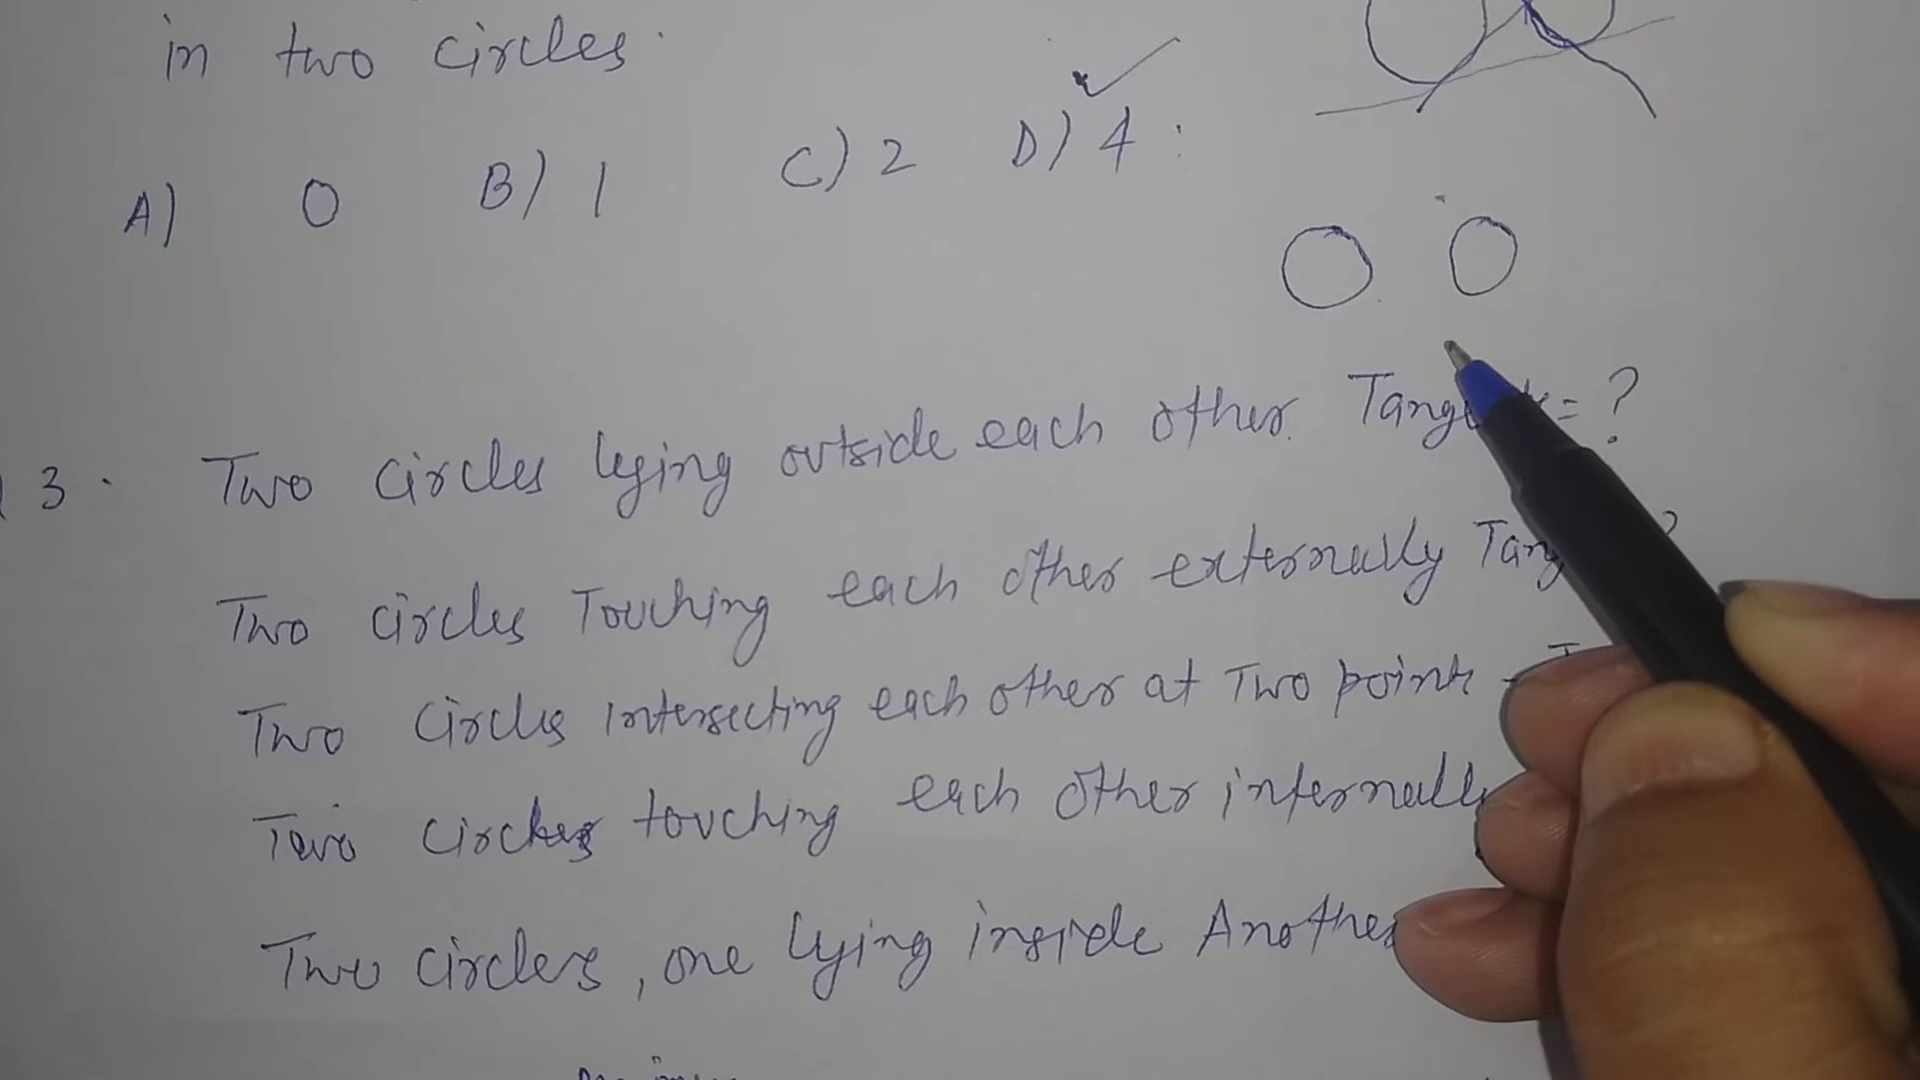 in two circles.
A) 0 B) 1 C) 2 D) 4 :
3. Two circles lying outside each other. Tangents = ?
Two circles Touching each other externally Tang ?
Two circles intersecting each other at Two point -
Two circles touching each other internally
Two circles, one lying inside Another